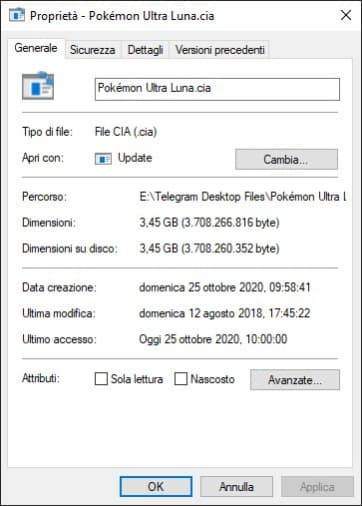 Proprietà - Pokémon Ultra Luna.cia
Generale Sicurezza Dettagli Versioni precedenti
Pokémon Ultra Luna.cia
Tipo di file: File CIA (.cia)
Apri con: Update Cambia...
Percorso: E:\Telegram Desktop Files\Pokémon Ultra L
Dimensioni: 3,45 GB (3.708.266.816 byte)
Dimensioni su disco: 3,45 GB (3.708.260.352 byte)
Data creazione: domenica 25 ottobre 2020, 09:58:41
Ultima modifica: domenica 12 agosto 2018, 17:45:22
Ultimo accesso: Oggi 25 ottobre 2020, 10:00:00
Attributi: Sola lettura Nascosto Avanzate...
OK Annulla Applica